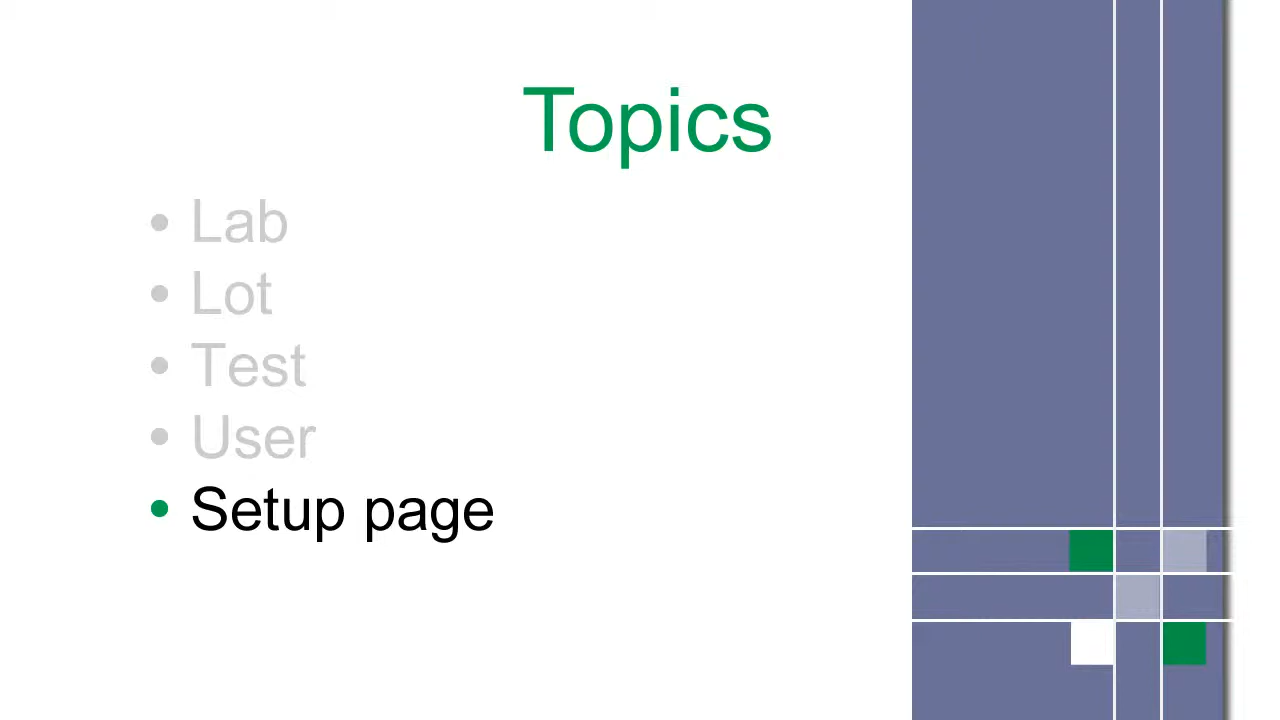 Topics
• Lab
• Lot
• Test
• User
• Setup page